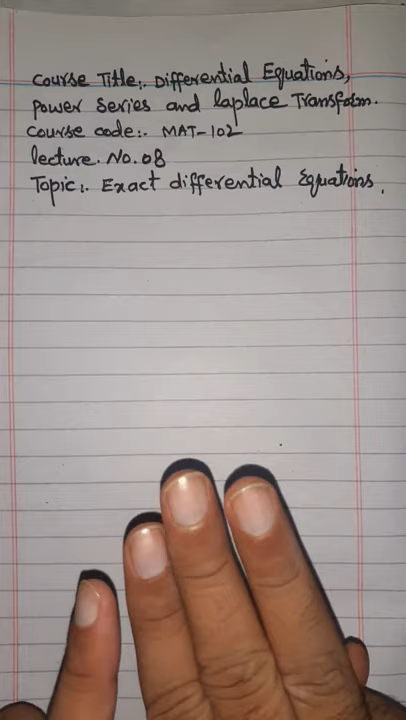 Course Title:. Differential Equations,
Power Series and Laplace Transform.
Course code:. MAT-102
lecture. No. 08
Topic:. Exact differential Equations.